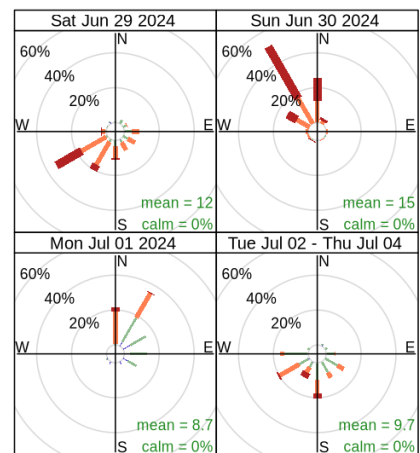 Sat Jun 29 2024
N
60%
40%
20%
W
E
mean = 12
S
calm = 0%
Sun Jun 30 2024
N
60%
40%
20%
W
E
mean = 15
S
calm = 0%
Mon Jul 01 2024
N
60%
40%
20%
W
E
mean = 8.7
S
calm = 0%
Tue Jul 02 - Thu Jul 04
N
60%
40%
20%
W
E
mean = 9.7
S
calm = 0%